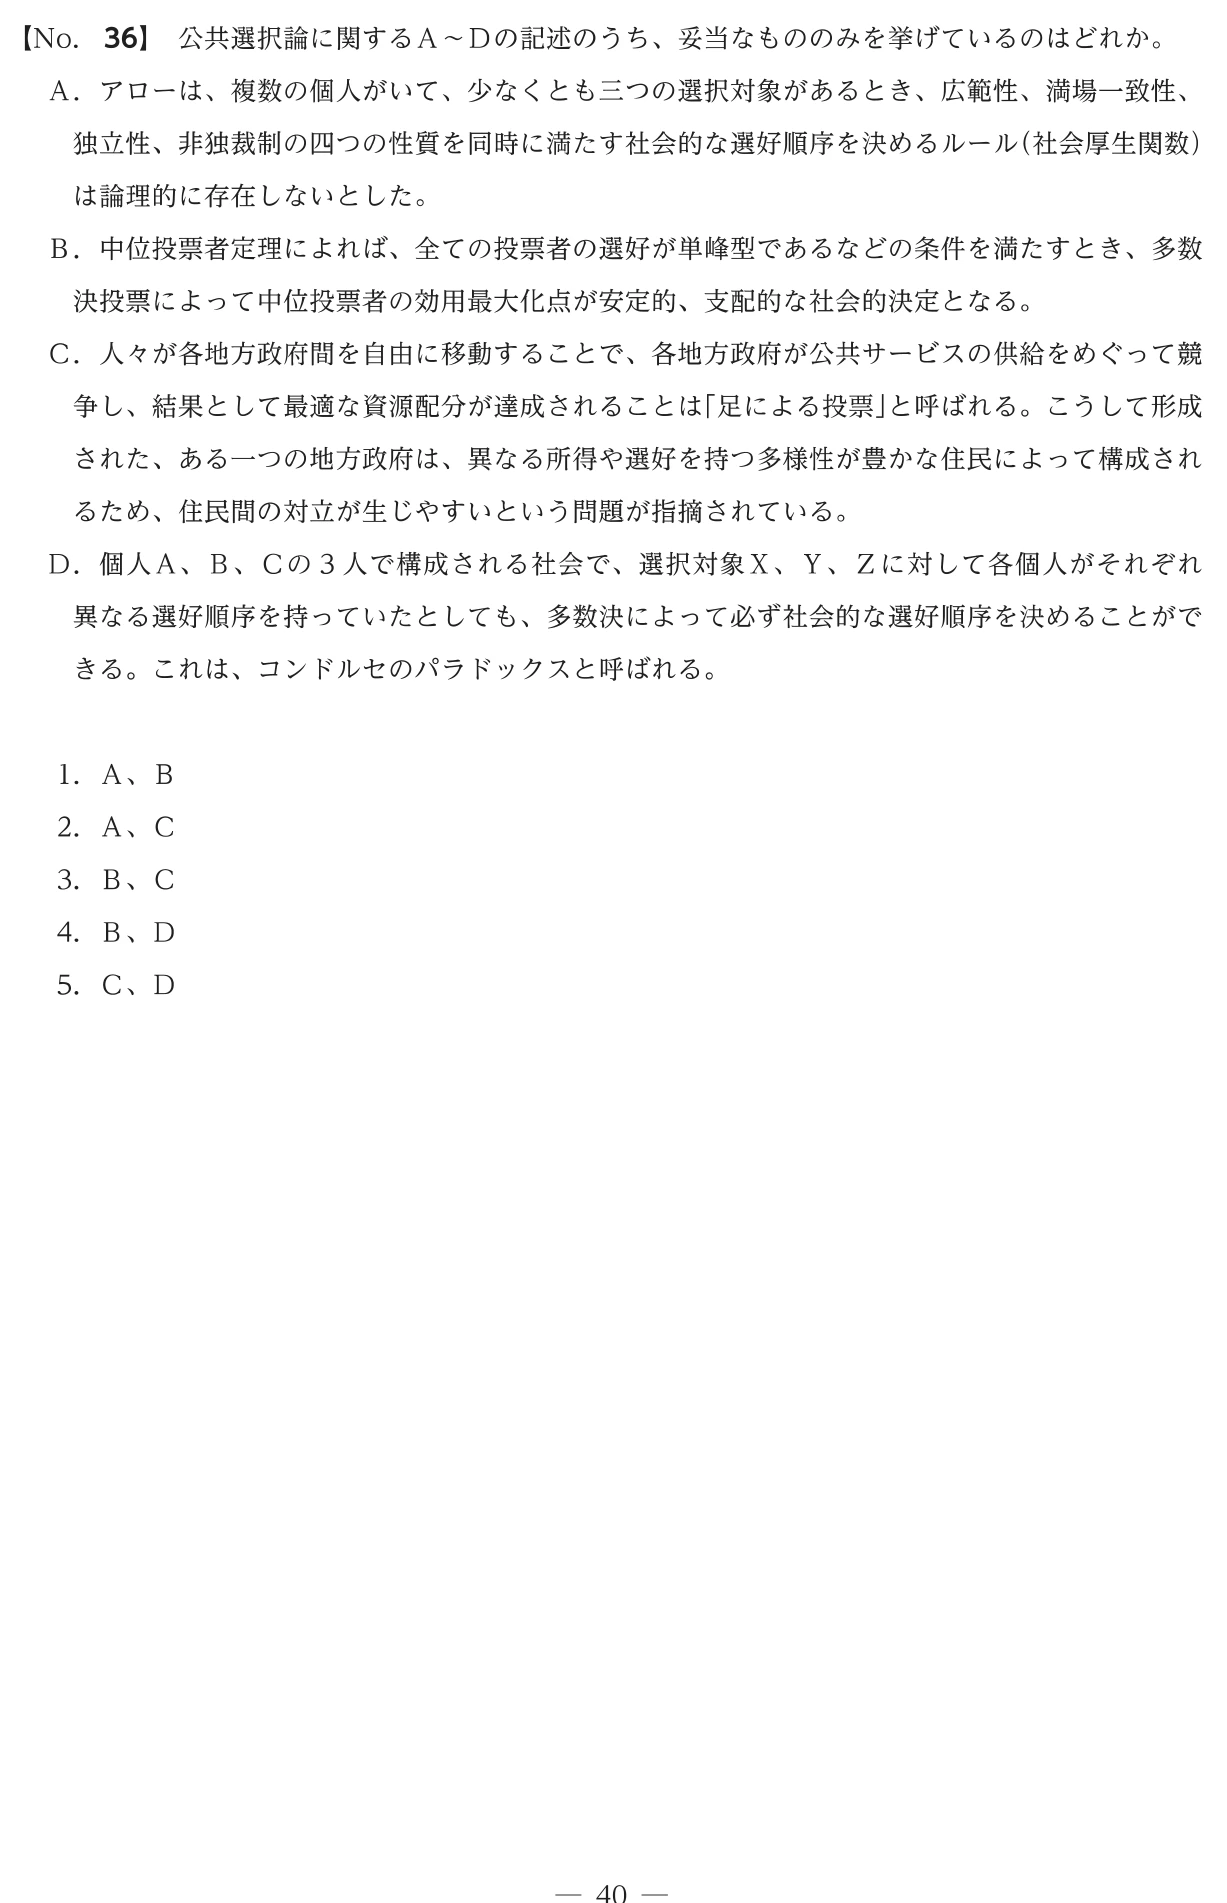 【No. 36】 公共選択論に関するＡ～Ｄの記述のうち、妥当なもののみを挙げているのはどれか。
Ａ．アローは、複数の個人がいて、少なくとも三つの選択対象があるとき、広範性、満場一致性、
独立性、非独裁制の四つの性質を同時に満たす社会的な選好順序を決めるルール(社会厚生関数)
は論理的に存在しないとした。
Ｂ．中位投票者定理によれば、全ての投票者の選好が単峰型であるなどの条件を満たすとき、多数
決投票によって中位投票者の効用最大化点が安定的、支配的な社会的決定となる。
Ｃ．人々が各地方政府間を自由に移動することで、各地方政府が公共サービスの供給をめぐって競
争し、結果として最適な資源配分が達成されることは「足による投票」と呼ばれる。こうして形成
された、ある一つの地方政府は、異なる所得や選好を持つ多様性が豊かな住民によって構成され
るため、住民間の対立が生じやすいという問題が指摘されている。
Ｄ．個人Ａ、Ｂ、Ｃの３人で構成される社会で、選択対象Ｘ、Ｙ、Ｚに対して各個人がそれぞれ
異なる選好順序を持っていたとしても、多数決によって必ず社会的な選好順序を決めることがで
きる。これは、コンドルセのパラドックスと呼ばれる。
1. Ａ、Ｂ
2. Ａ、Ｃ
3. Ｂ、Ｃ
4. Ｂ、Ｄ
5. Ｃ、Ｄ
― 40 ―